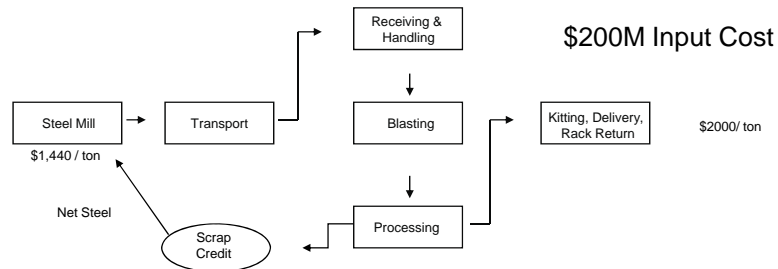 Receiving &
Handling
$200M Input Cost
Steel Mill
Transport
Blasting
Kitting, Delivery,
Rack Return
$2000/ ton
$1,440 / ton
Net Steel
Processing
Scrap
Credit